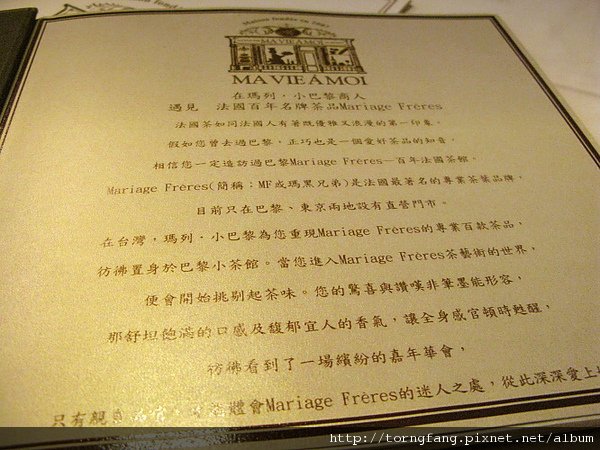 Maison fondée en
MA VIE À MOI
MA VIE Á MOI
在瑪列．小巴黎商人
遇見 法國百年名牌茶品Mariage Frères
法國茶如同法國人有著既優雅又浪漫的第一印象。
假如您曾去過巴黎，正巧也是一個愛好茶品的知音，
相信您一定造訪過巴黎Mariage Frères—百年法國茶館。
Mariage Frères(簡稱：MF或瑪黑兄弟)是法國最著名的專業茶葉品牌，
目前只在巴黎、東京兩地設有直營門市。
在台灣，瑪列．小巴黎為您重現Mariage Frères的專業百款茶品，
彷彿置身於巴黎小茶館。當您進入Mariage Frères茶藝術的世界，
便會開始挑剔起茶味。您的驚喜與讚嘆非筆墨能形容，
那舒坦飽滿的口感及馥郁宜人的香氣，讓全身感官頓時甦醒，
彷彿看到了一場繽紛的嘉年華會，
只有親 體會Mariage Frères的迷人之處，從此深深愛上
http://torngfang.pixnet.net/album